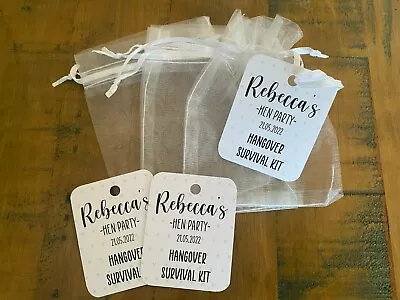 Rebecca's
-HEN PARTY-
21.05.2022
HANGOVER
SURVIVAL KIT
Rebecca's
-HEN PARTY-
21.05.2022
HANGOVER
SURVIVAL
Rebecca's
-HEN PARTY-
21.05.2022
HANGOVER
SURVIVAL KIT